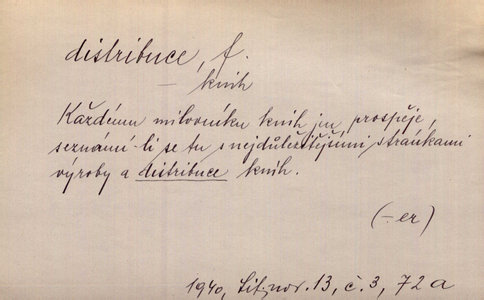 distribuce, f.
— knih
Každému milovníku knih jen prospěje,
seznámí-li se tu s nejdůležitějšími stránkami
výroby a distribuce knih.
(-er)
1940, Lit. nov. 13, č. 3, 72 a